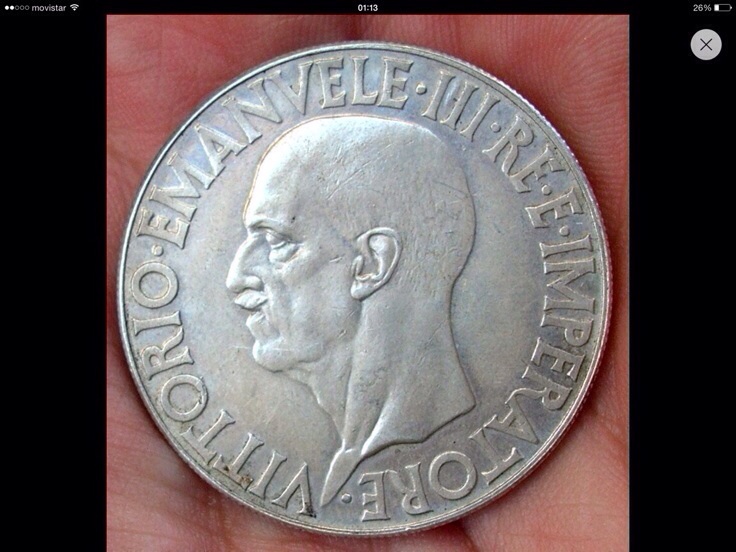 movistar 01:13 26%
VITTORIO·EMANVELE·III·RE·E·IMPERATORE·